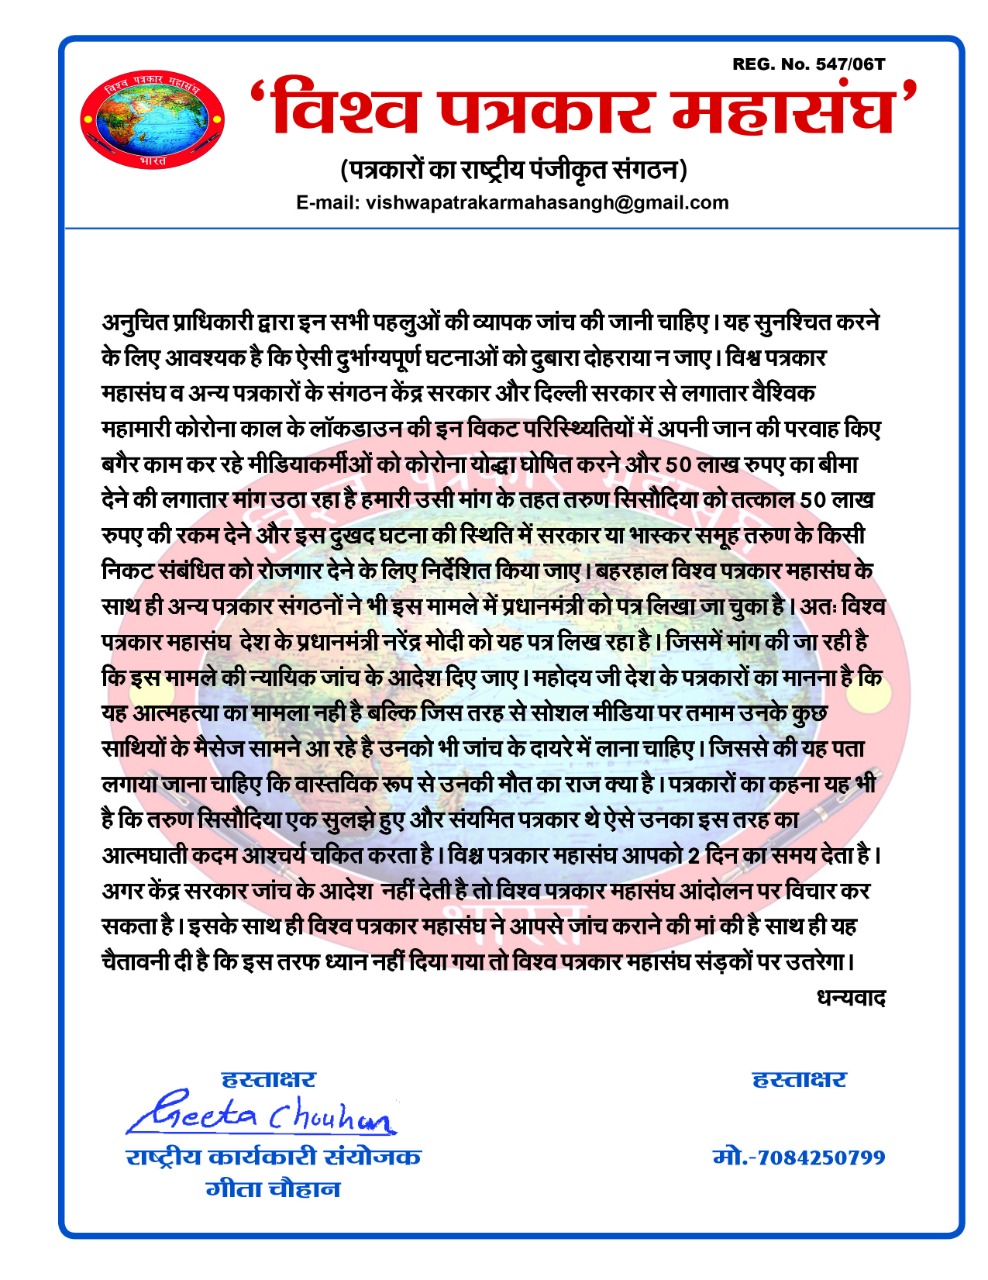 REG. No. 547/06T
विश्व पत्रकार महासंघ
भारत
‘विश्व पत्रकार महासंघ’
(पत्रकारों का राष्ट्रीय पंजीकृत संगठन)
E-mail: vishwapatrakarmahasangh@gmail.com
अनुचित प्राधिकारी द्वारा इन सभी पहलुओं की व्यापक जांच की जानी चाहिए। यह सुनश्चित करने
के लिए आवश्यक है कि ऐसी दुर्भाग्यपूर्ण घटनाओं को दुबारा दोहराया न जाए। विश्व पत्रकार
महासंघ व अन्य पत्रकारों के संगठन केंद्र सरकार और दिल्ली सरकार से लगातार वैश्विक
महामारी कोरोना काल के लॉकडाउन की इन विकट परिस्थ्यितियों में अपनी जान की परवाह किए
बगैर काम कर रहे मीडियाकर्मीओं को कोरोना योद्धा घोषित करने और 50 लाख रुपए का बीमा
देने की लगातार मांग उठा रहा है हमारी उसी मांग के तहत तरुण सिसौदिया को तत्काल 50 लाख
रुपए की रकम देने और इस दुखद घटना की स्थिति में सरकार या भास्कर समूह तरुण के किसी
निकट संबंधित को रोजगार देने के लिए निर्देशित किया जाए। बहरहाल विश्व पत्रकार महासंघ के
साथ ही अन्य पत्रकार संगठनों ने भी इस मामले में प्रधानमंत्री को पत्र लिखा जा चुका है। अतः विश्व
पत्रकार महासंघ देश के प्रधानमंत्री नरेंद्र मोदी को यह पत्र लिख रहा है। जिसमें मांग की जा रही है
कि इस मामले की न्यायिक जांच के आदेश दिए जाए। महोदय जी देश के पत्रकारों का मानना है कि
यह आत्महत्या का मामला नही है बल्कि जिस तरह से सोशल मीडिया पर तमाम उनके कुछ
साथियों के मैसेज सामने आ रहे है उनको भी जांच के दायरे में लाना चाहिए। जिससे की यह पता
लगाया जाना चाहिए कि वास्तविक रूप से उनकी मौत का राज क्या है। पत्रकारों का कहना यह भी
है कि तरुण सिसौदिया एक सुलझे हुए और संयमित पत्रकार थे ऐसे उनका इस तरह का
आत्मघाती कदम आश्चर्य चकित करता है। विश्व पत्रकार महासंघ आपको 2 दिन का समय देता है।
अगर केंद्र सरकार जांच के आदेश नहीं देती है तो विश्व पत्रकार महासंघ आंदोलन पर विचार कर
सकता है। इसके साथ ही विश्व पत्रकार महासंघ ने आपसे जांच कराने की मां की है साथ ही यह
चैतावनी दी है कि इस तरफ ध्यान नहीं दिया गया तो विश्व पत्रकार महासंघ संड़कों पर उतरेगा।
धन्यवाद
विश्व पत्रकार महासंघ
भारत
हस्ताक्षर
हस्ताक्षर
Geeta Chouhan
राष्ट्रीय कार्यकारी संयोजक
मो.-7084250799
गीता चौहान